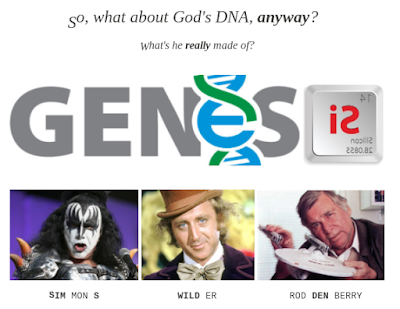 So, what about God's DNA, anyway?
What's he really made of?
GENeS
14
Si
Silicon
28.0855
SIM MON S
WILD ER
ROD DEN BERRY